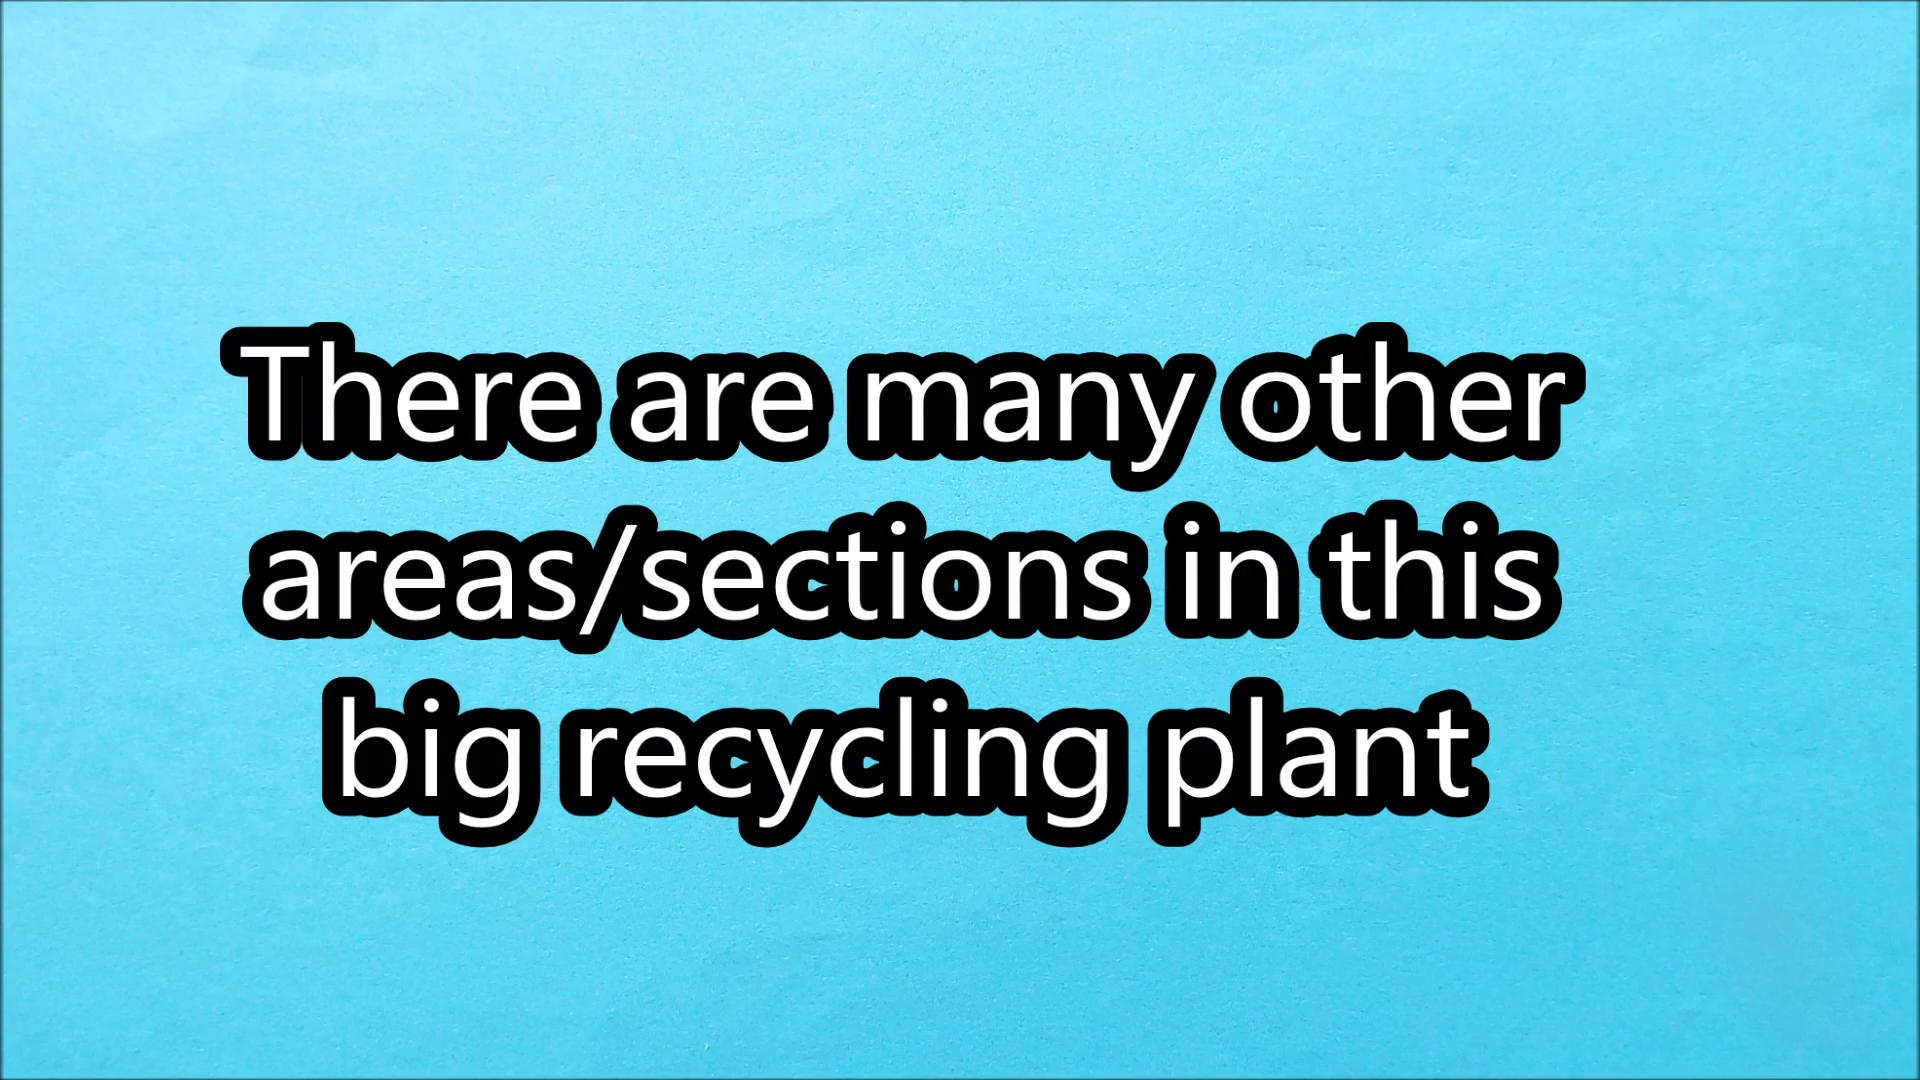 There are many other
areas/sections in this
big recycling plant